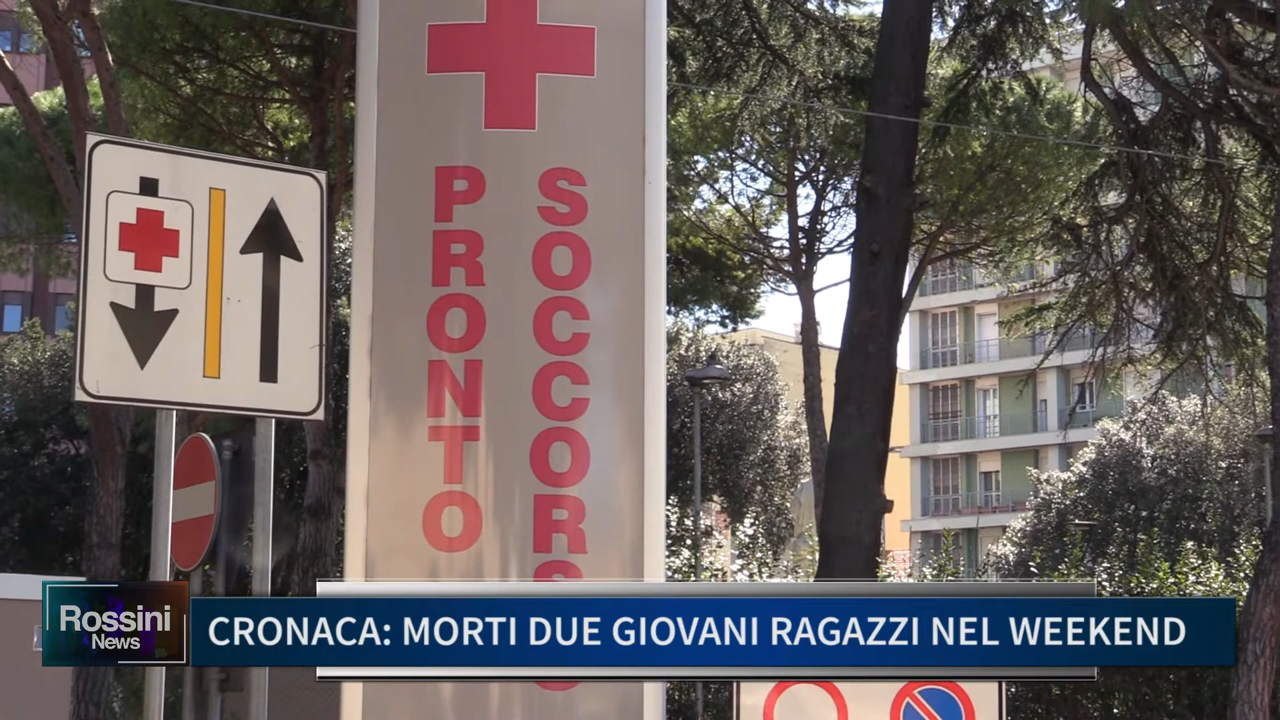 PRONTO
SOCCORSO
Rossini
News
CRONACA: MORTI DUE GIOVANI RAGAZZI NEL WEEKEND